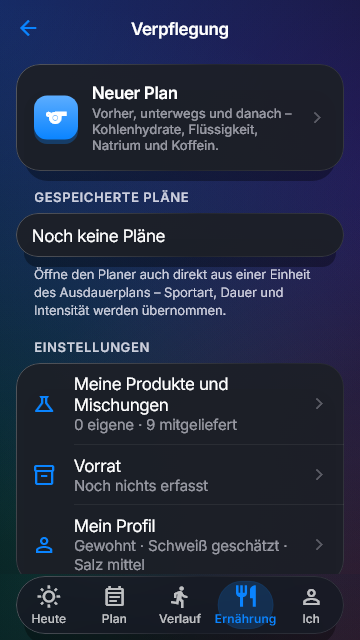 Verpflegung
Neuer Plan
Vorher, unterwegs und danach –
Kohlenhydrate, Flüssigkeit,
Natrium und Koffein.
GESPEICHERTE PLÄNE
Noch keine Pläne
Öffne den Planer auch direkt aus einer Einheit
des Ausdauerplans – Sportart, Dauer und
Intensität werden übernommen.
EINSTELLUNGEN
Meine Produkte und
Mischungen
0 eigene · 9 mitgeliefert
Vorrat
Noch nichts erfasst
Mein Profil
Gewohnt · Schweiß geschätzt ·
Salz mittel
Heute
Plan
Verlauf
Ernährung
Ich